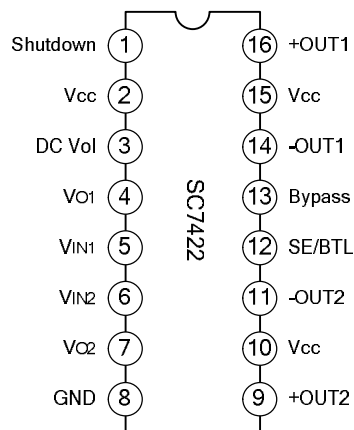 Shutdown 1 16 +OUT1
Vcc 2 15 Vcc
DC Vol 3 14 -OUT1
VO1 4 13 Bypass
SC7422
VIN1 5 12 SE/BTL
VIN2 6 11 -OUT2
VO2 7 10 Vcc
GND 8 9 +OUT2